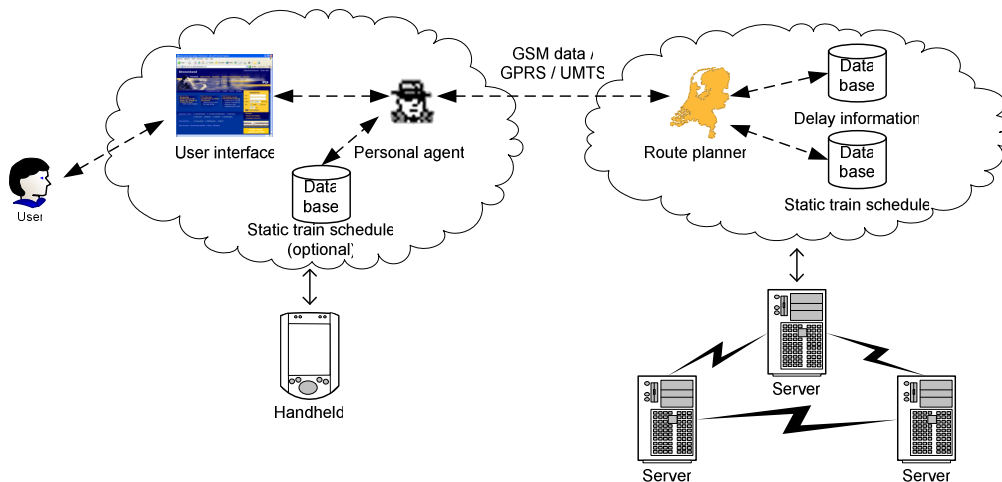 GSM data /
GPRS / UMTS
Data
base
Delay information
User interface
Personal agent
Route planner
Data
base
Static train schedule
User
Data
base
Static train schedule
(optional)
Handheld
Server
Server
Server